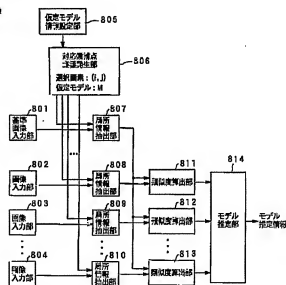 仮定モデル
情報設定部
805
対応候補点
座標発生部
選択画素：(i,j)
仮定モデル：M
806
801
基準
画像
入力部
807
局所
情報
抽出部
802
画像
入力部
808
局所
情報
抽出部
811
類似度算出部
803
画像
入力部
809
局所
情報
抽出部
812
類似度算出部
804
画像
入力部
810
局所
情報
抽出部
813
類似度算出部
814
モデル
推定部
モデル
推定情報